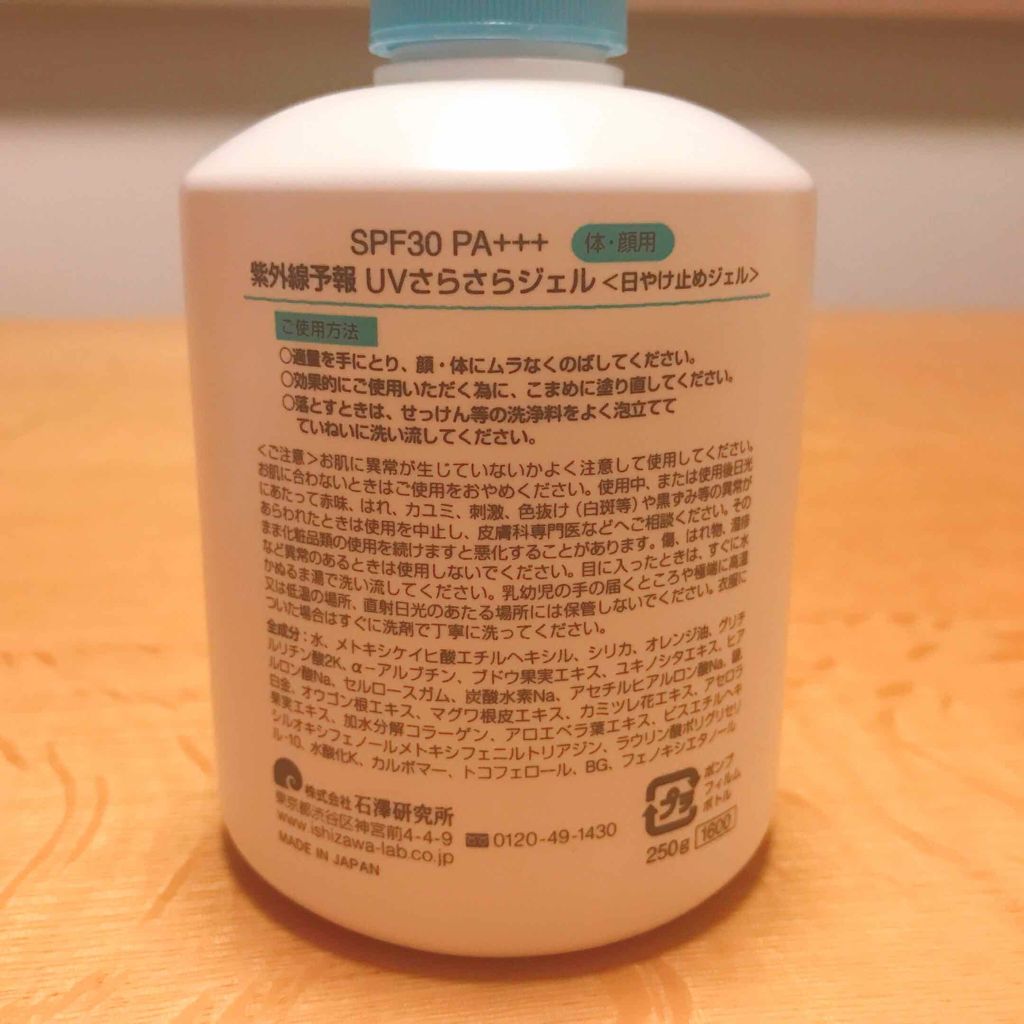 SPF30 PA+++ 体・顔用
紫外線予報 UVさらさらジェル <日やけ止めジェル>
ご使用方法
○適量を手にとり、顔・体にムラなくのばしてください。
○効果的にご使用いただく為に、こまめに塗り直してください。
○落とすときは、せっけん等の洗浄料をよく泡立てて
ていねいに洗い流してください。
<ご注意>お肌に異常が生じていないかよく注意して使用してください。
お肌に合わないときはご使用をおやめください。使用中、または使用後日光
にあたって赤味、はれ、カユミ、刺激、色抜け(白斑等)や黒ずみ等の異常が
あらわれたときは使用を中止し、皮膚科専門医などへご相談ください。その
まま化粧品類の使用を続けますと悪化することがあります。傷、はれ物、湿疹
など異常のあるときは使用しないでください。目に入ったときは、すぐに水
かぬるま湯で洗い流してください。乳幼児の手の届くところや極端に高温
又は低温の場所、直射日光のあたる場所には保管しないでください。衣服に
ついた場合はすぐに洗剤で丁寧に洗ってください。
全成分:水、メトキシケイヒ酸エチルヘキシル、シリカ、オレンジ油、グリチ
ルリチン酸2K、α-アルブチン、ブドウ果実エキス、ユキノシタエキス、ヒア
ルロン酸Na、セルロースガム、炭酸水素Na、アセチルヒアルロン酸Na、銀、
白金、オウゴン根エキス、マグワ根皮エキス、カミツレ花エキス、アセロラ
果実エキス、加水分解コラーゲン、アロエベラ葉エキス、ビスエチルヘキ
シルオキシフェノールメトキシフェニルトリアジン、ラウリン酸ポリグリセリ
ル-10、水酸化K、カルボマー、トコフェロール、BG、フェノキシエタノール
株式会社 石澤研究所
東京都渋谷区神宮前4-4-9
www.ishizawa-lab.co.jp
0120-49-1430
MADE IN JAPAN
プラ
ポンプ
フィルム
ボトル
250g 1600